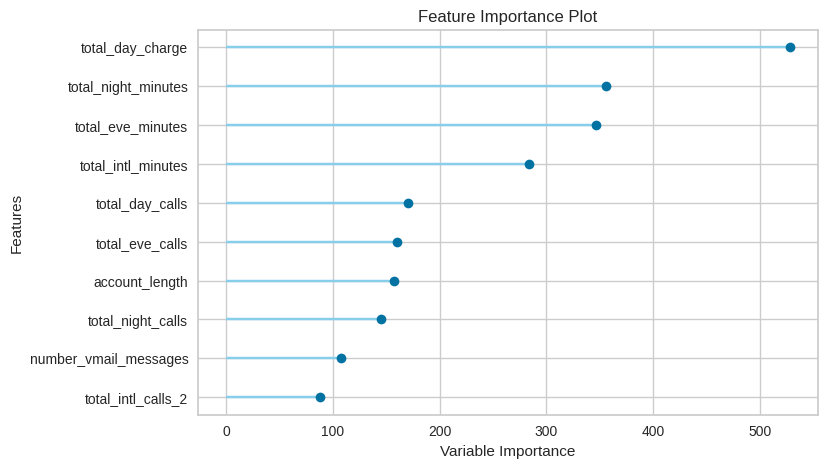 Feature Importance Plot
Features
total_day_charge
total_night_minutes
total_eve_minutes
total_intl_minutes
total_day_calls
total_eve_calls
account_length
total_night_calls
number_vmail_messages
total_intl_calls_2
0 100 200 300 400 500
Variable Importance